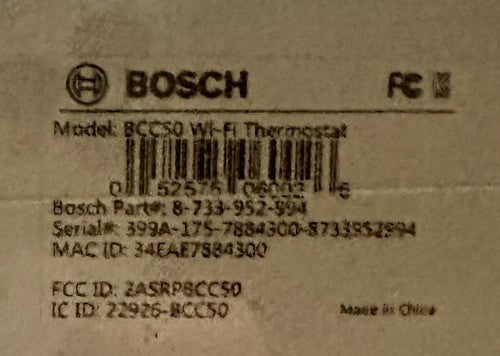 BOSCH FC
Model: BCC50 Wi-Fi Thermostat
0 52575 06002 6
Bosch Part#: 8-733-952-994
Serial#: 399A-175-7884300-8733952994
MAC ID: 34EAE7884300
FCC ID: 2ASRPBCC50
IC ID: 22926-BCC50
Made in China